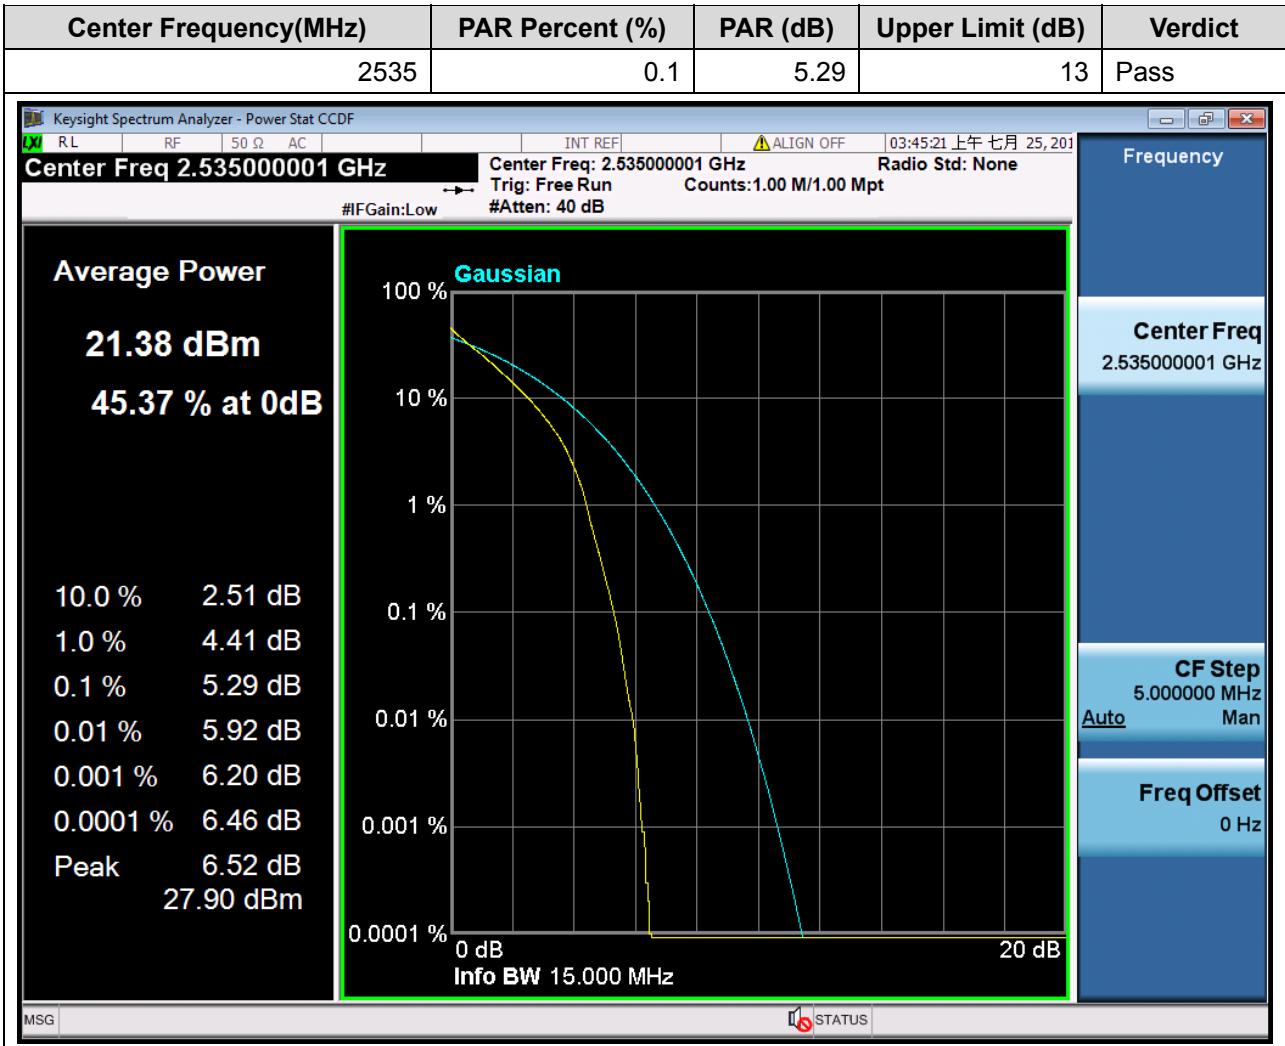 Center Frequency(MHz) PAR Percent (%) PAR (dB) Upper Limit (dB) Verdict
2535 0.1 5.29 13 Pass
Keysight Spectrum Analyzer - Power Stat CCDF
LXI RL RF 50 Ω AC INT REF ALIGN OFF 03:45:21 上午 七月 25, 201
Center Freq 2.535000001 GHz
Center Freq: 2.535000001 GHz Radio Std: None
Trig: Free Run Counts:1.00 M/1.00 Mpt
#IFGain:Low #Atten: 40 dB
Average Power
21.38 dBm
45.37 % at 0dB
10.0 % 2.51 dB
1.0 % 4.41 dB
0.1 % 5.29 dB
0.01 % 5.92 dB
0.001 % 6.20 dB
0.0001 % 6.46 dB
Peak 6.52 dB
27.90 dBm
Gaussian
100 %
10 %
1 %
0.1 %
0.01 %
0.001 %
0.0001 %
0 dB 20 dB
Info BW 15.000 MHz
Frequency
Center Freq
2.535000001 GHz
CF Step
5.000000 MHz
Auto Man
Freq Offset
0 Hz
MSG STATUS